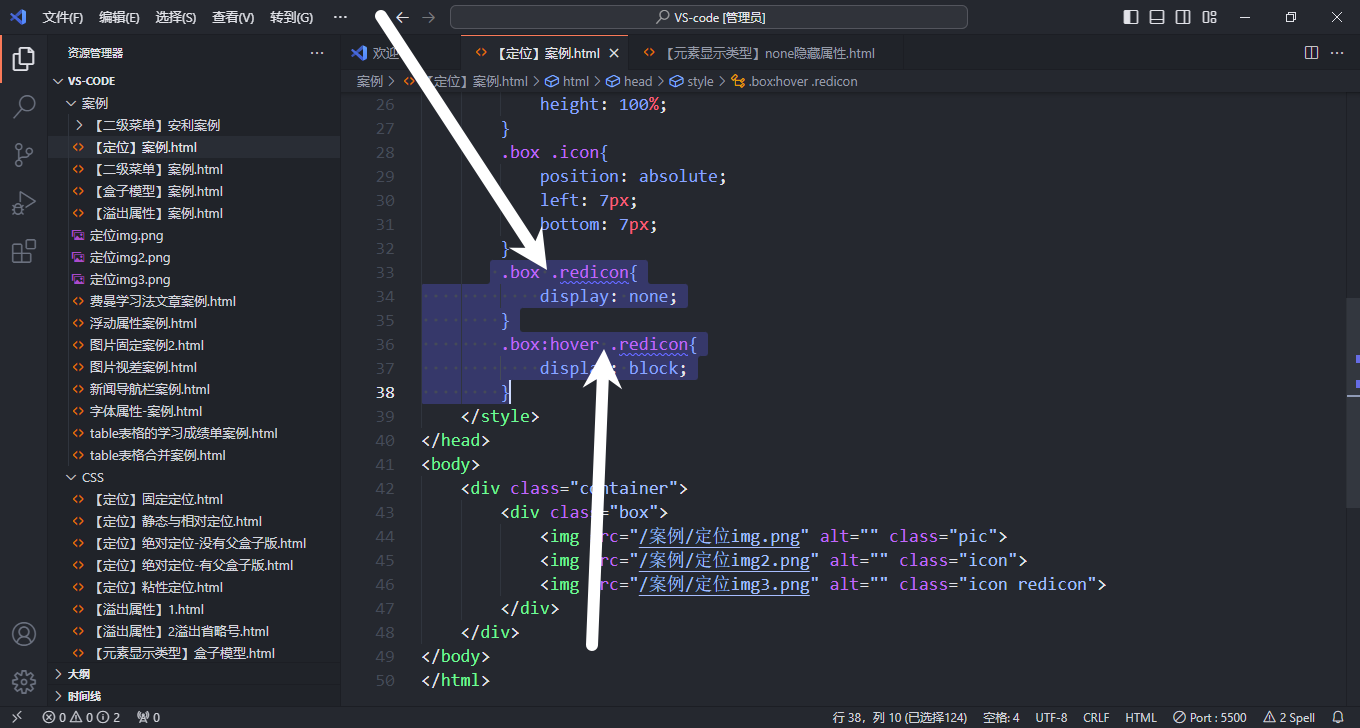 文件(F) 编辑(E) 选择(S) 查看(V) 转到(G) ··· VS-code [管理员]
资源管理器
VS-CODE
案例
【二级菜单】安利案例
【定位】案例.html
【二级菜单】案例.html
【盒子模型】案例.html
【溢出属性】案例.html
定位img.png
定位img2.png
定位img3.png
费曼学习法文章案例.html
浮动属性案例.html
图片固定案例2.html
图片视差案例.html
新闻导航栏案例.html
字体属性-案例.html
table表格的学习成绩单案例.html
table表格合并案例.html
CSS
【定位】固定定位.html
【定位】静态与相对定位.html
【定位】绝对定位-没有父盒子版.html
【定位】绝对定位-有父盒子版.html
【定位】粘性定位.html
【溢出属性】1.html
【溢出属性】2溢出省略号.html
【元素显示类型】盒子模型.html
大纲
时间线
欢迎 【定位】案例.html 【元素显示类型】none隐藏属性.html
案例 > 【定位】案例.html > html > head > style > .box:hover .redicon
26 height: 100%;
27 }
28 .box .icon{
29 position: absolute;
30 left: 7px;
31 bottom: 7px;
32 }
33 .box .redicon{
34 display: none;
35 }
36 .box:hover .redicon{
37 display: block;
38 }
39 </style>
40 </head>
41 <body>
42 <div class="container">
43 <div class="box">
44 <img src="/案例/定位img.png" alt="" class="pic">
45 <img src="/案例/定位img2.png" alt="" class="icon">
46 <img src="/案例/定位img3.png" alt="" class="icon redicon">
47 </div>
48 </div>
49 </body>
50 </html>
0 0 2 0 行 38，列 10 (已选择124) 空格: 4 UTF-8 CRLF HTML Port : 5500 2 Spell